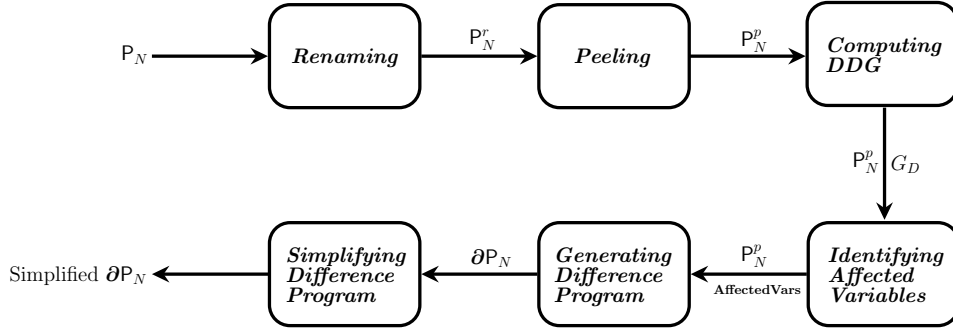 P_N
Renaming
P_N^r
Peeling
P_N^p
Computing
DDG
P_N^p
G_D
Simplified ∂P_N
Simplifying
Difference
Program
∂P_N
Generating
Difference
Program
P_N^p
AffectedVars
Identifying
Affected
Variables